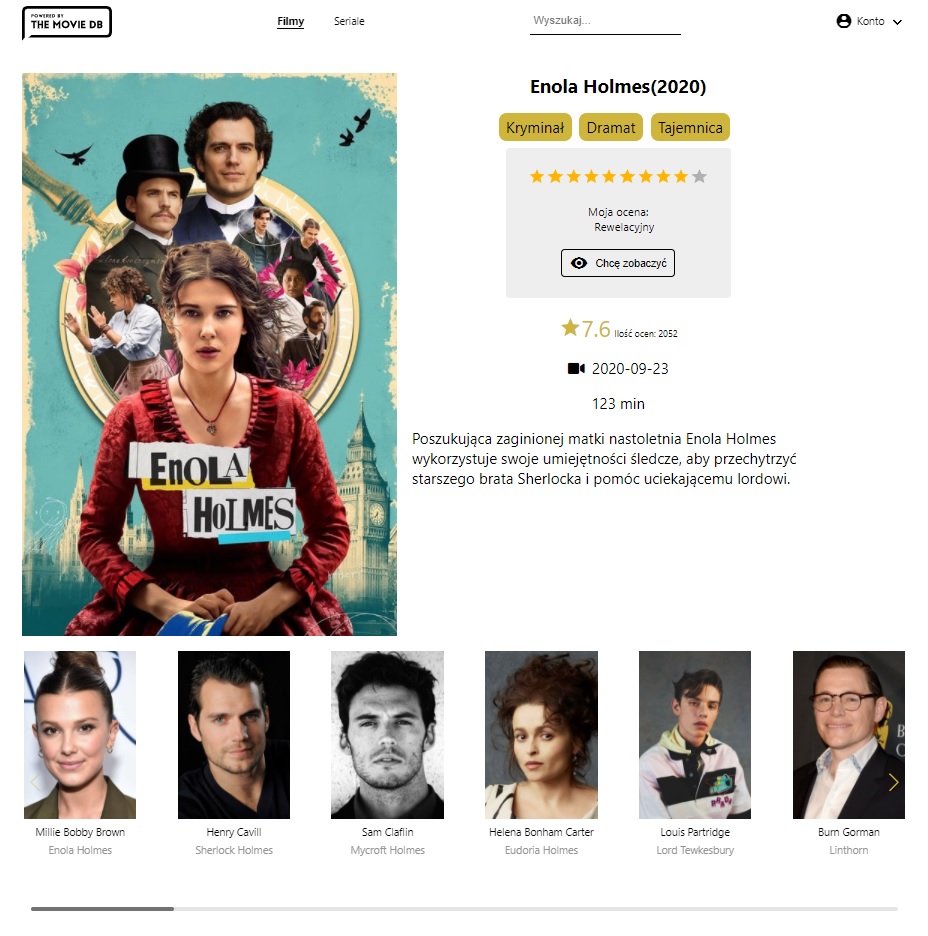 POWERED BY
THE MOVIE DB
Filmy
Seriale
Wyszukaj...
Konto
Enola Holmes(2020)
Kryminał
Dramat
Tajemnica
Moja ocena:
Rewelacyjny
Chcę zobaczyć
7.6 Ilość ocen: 2052
2020-09-23
123 min
Poszukująca zaginionej matki nastoletnia Enola Holmes
wykorzystuje swoje umiejętności śledcze, aby przechytrzyć
starszego brata Sherlocka i pomóc uciekającemu lordowi.
ENOLA
HOLMES
Millie Bobby Brown
Enola Holmes
Henry Cavill
Sherlock Holmes
Sam Claflin
Mycroft Holmes
Helena Bonham Carter
Eudoria Holmes
Louis Partridge
Lord Tewkesbury
Burn Gorman
Linthorn